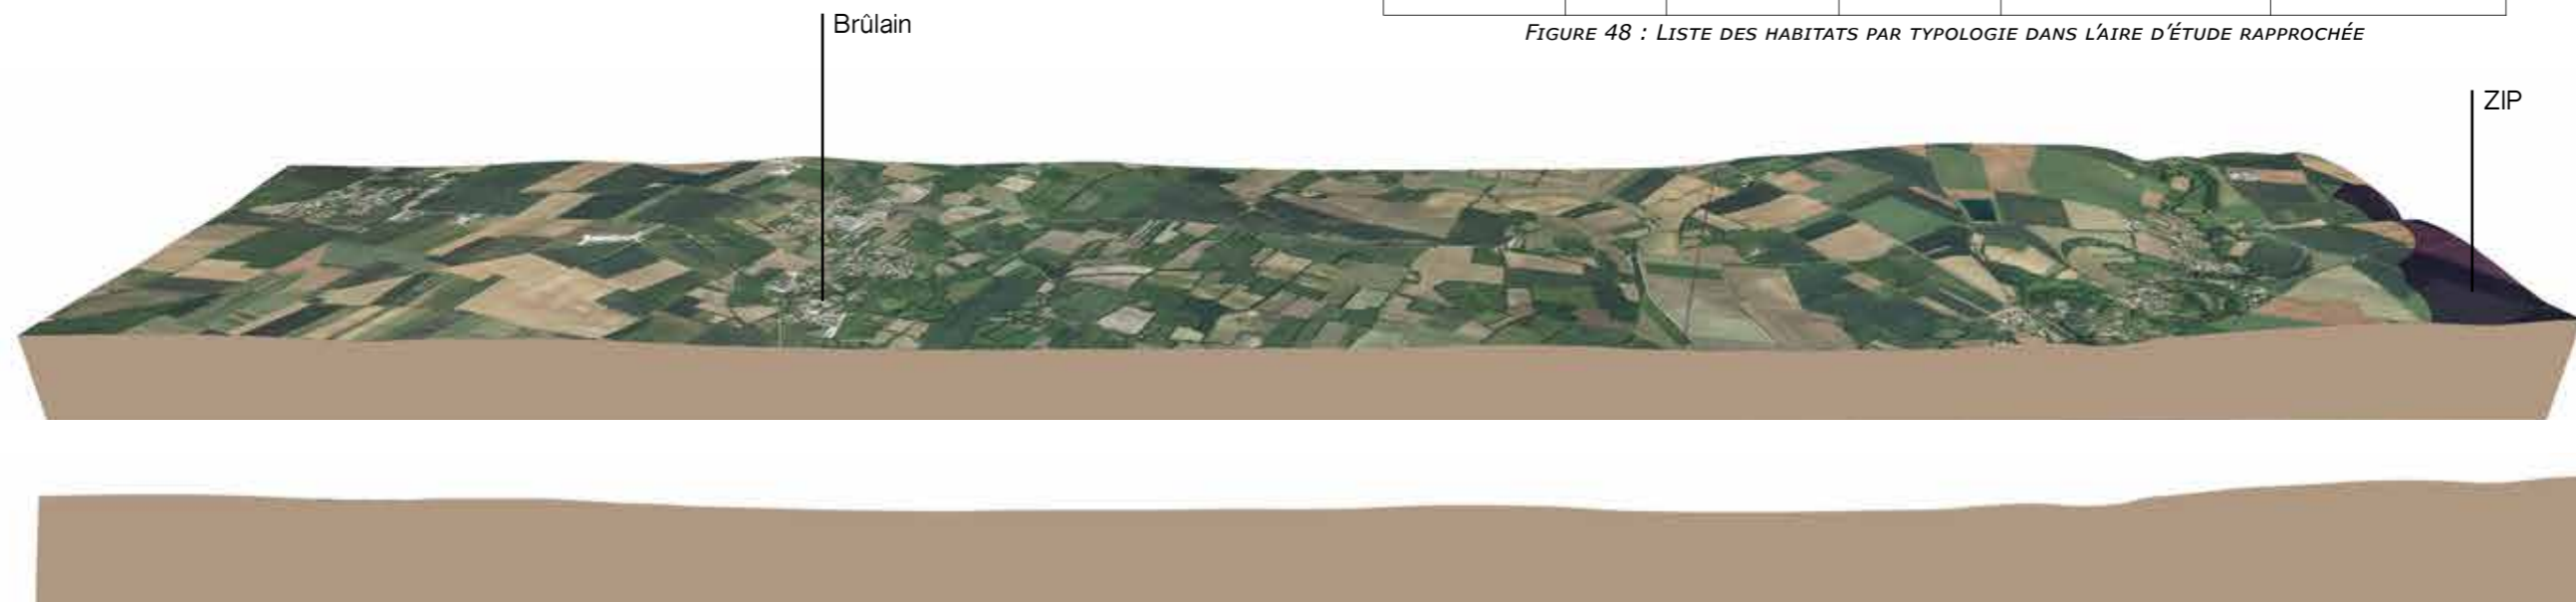 Brûlain
FIGURE 48 : LISTE DES HABITATS PAR TYPOLOGIE DANS L'AIRE D'ÉTUDE RAPPROCHÉE
ZIP